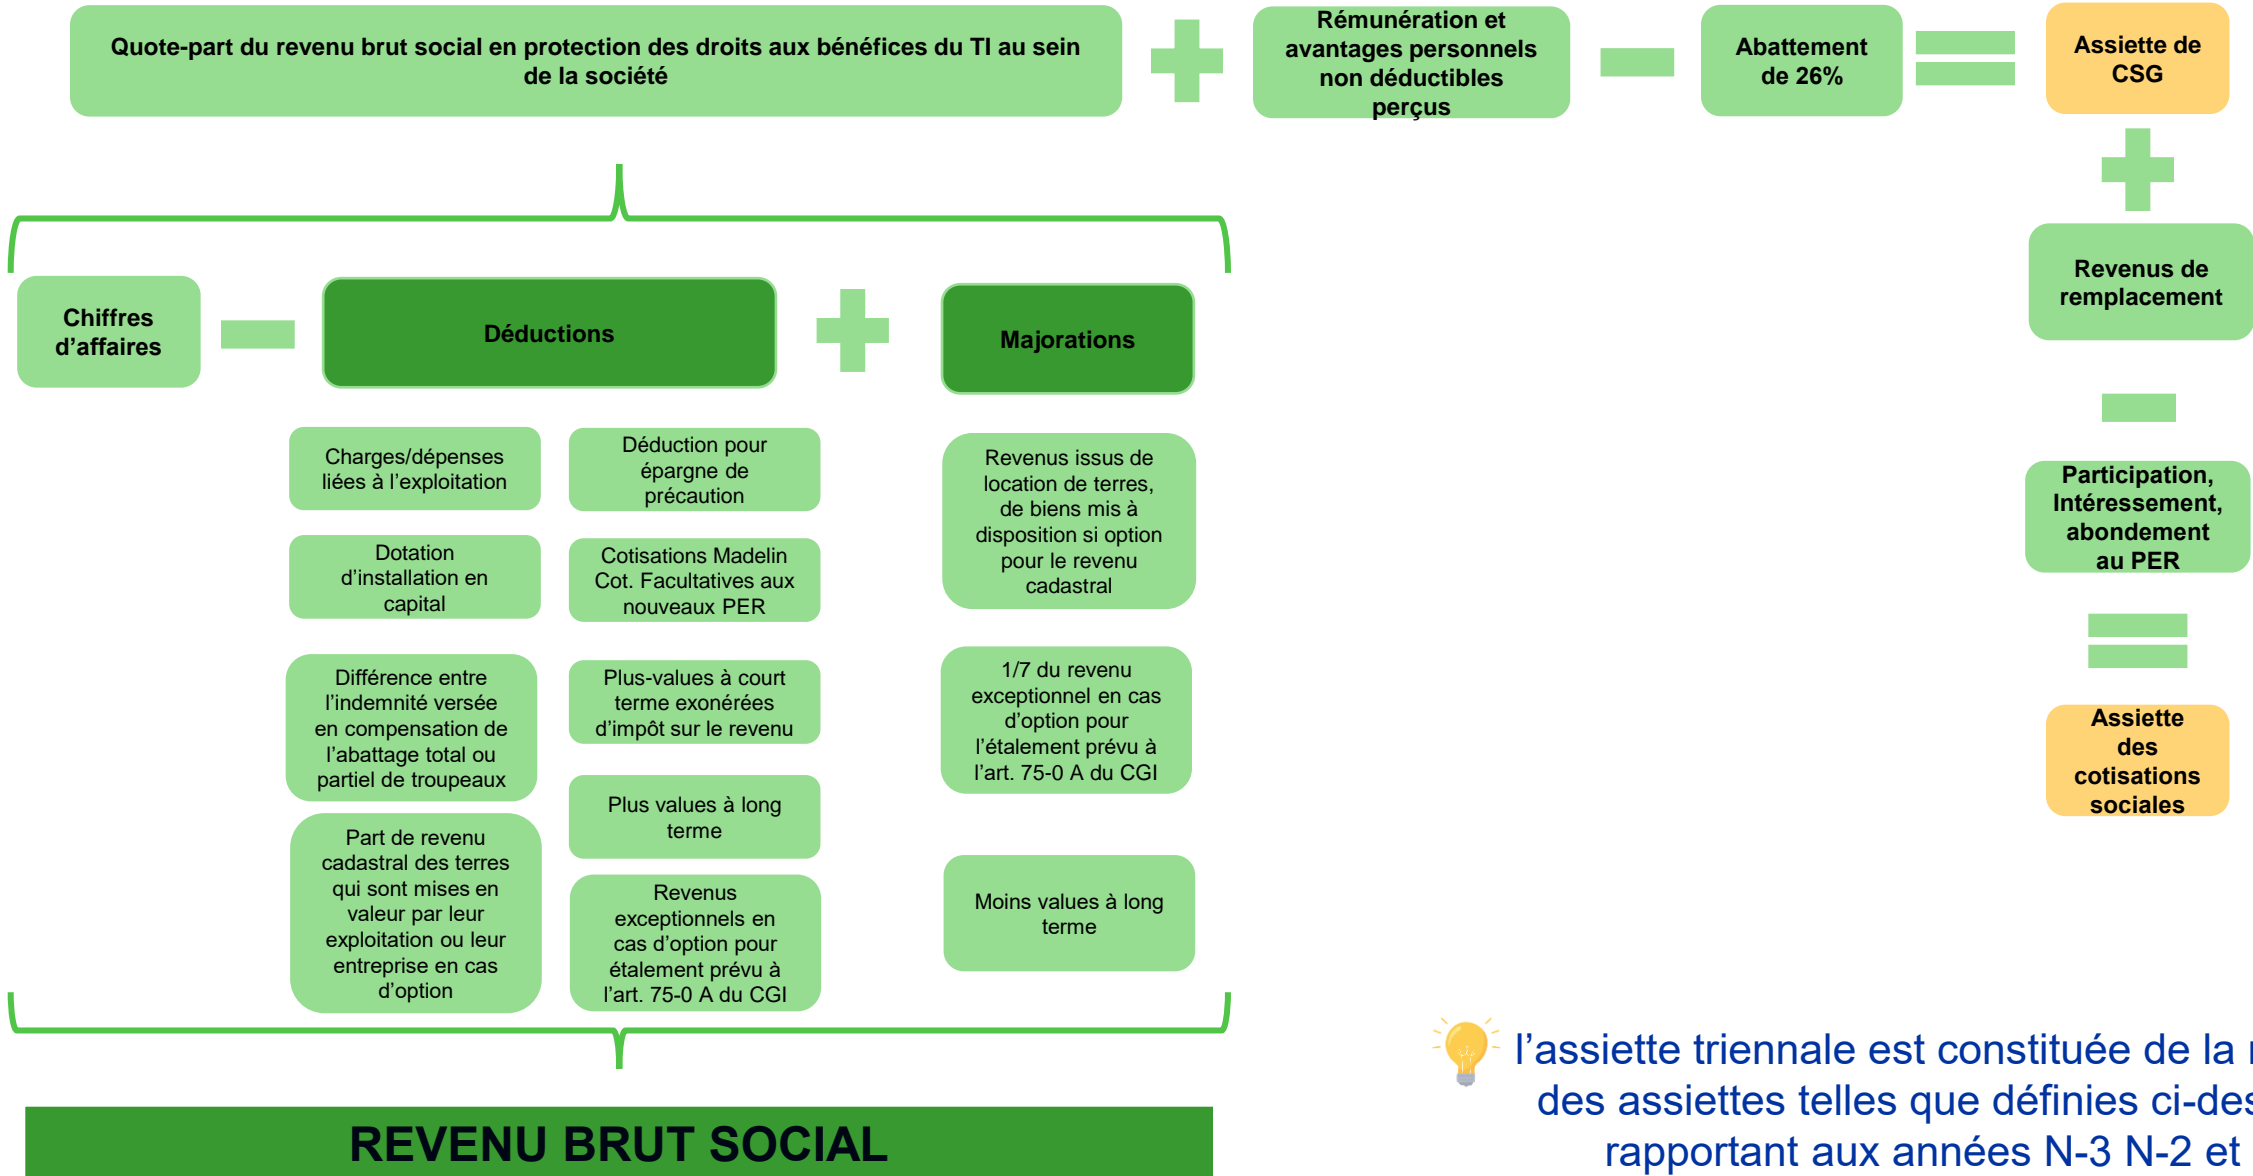 Quote-part du revenu brut social en protection des droits aux bénéfices du TI au sein
de la société
Rémunération et
avantages personnels
non déductibles
perçus
Abattement
de 26%
Assiette de
CSG
Revenus de
remplacement
Participation,
Intéressement,
abondement
au PER
Assiette
des
cotisations
sociales
Chiffres
d’affaires
Déductions
Majorations
Charges/dépenses
liées à l’exploitation
Dotation
d’installation en
capital
Différence entre
l’indemnité versée
en compensation de
l’abattage total ou
partiel de troupeaux
Part de revenu
cadastral des terres
qui sont mises en
valeur par leur
exploitation ou leur
entreprise en cas
d’option
Déduction pour
épargne de
précaution
Cotisations Madelin
Cot. Facultatives aux
nouveaux PER
Plus-values à court
terme exonérées
d’impôt sur le revenu
Plus values à long
terme
Revenus
exceptionnels en
cas d’option pour
étalement prévu à
l’art. 75-0 A du CGI
Revenus issus de
location de terres,
de biens mis à
disposition si option
pour le revenu
cadastral
1/7 du revenu
exceptionnel en cas
d’option pour
l’étalement prévu à
l’art. 75-0 A du CGI
Moins values à long
terme
REVENU BRUT SOCIAL
l’assiette triennale est constituée de la
des assiettes telles que définies
rapportant aux années N-3 N-2 et